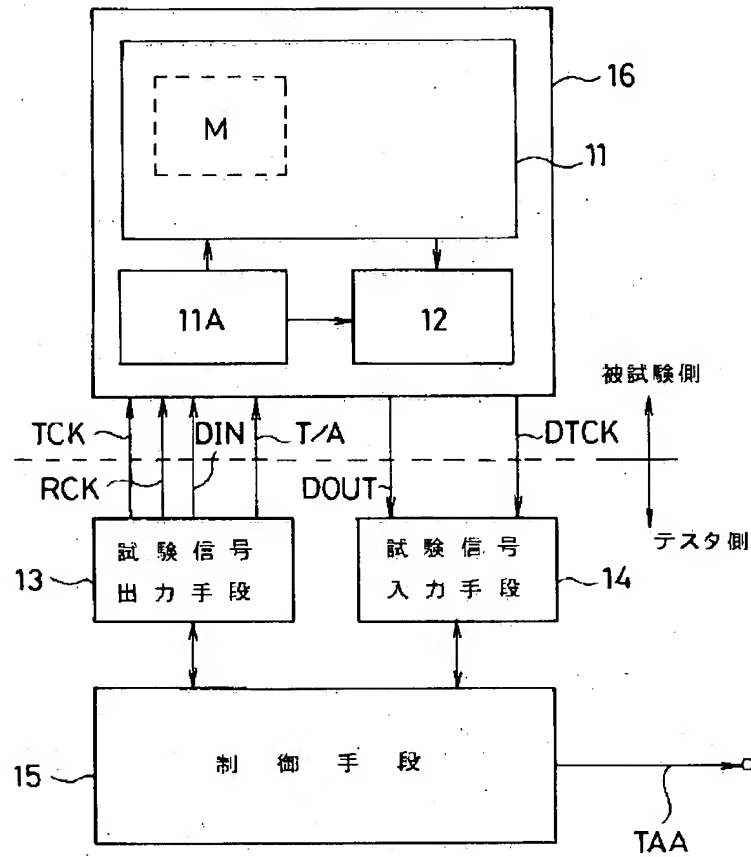 16
M
11
11A
12
被試験側
TCK
DIN
T/A
DTCK
RCK
DOUT
テスタ側
13
試験信号
出力手段
試験信号
入力手段
14
15
制御手段
TAA